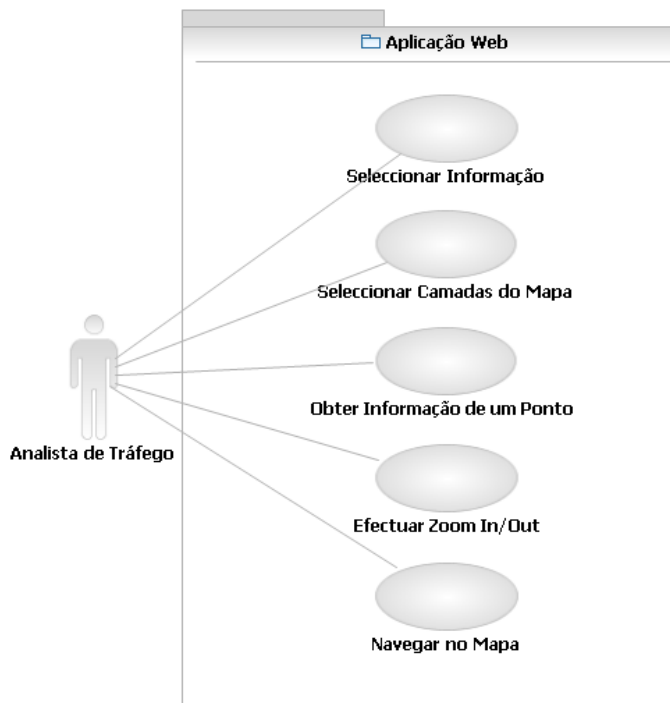 Aplicação Web
Seleccionar Informação
Seleccionar Camadas do Mapa
Obter Informação de um Ponto
Analista de Tráfego
Efectuar Zoom In/Out
Navegar no Mapa